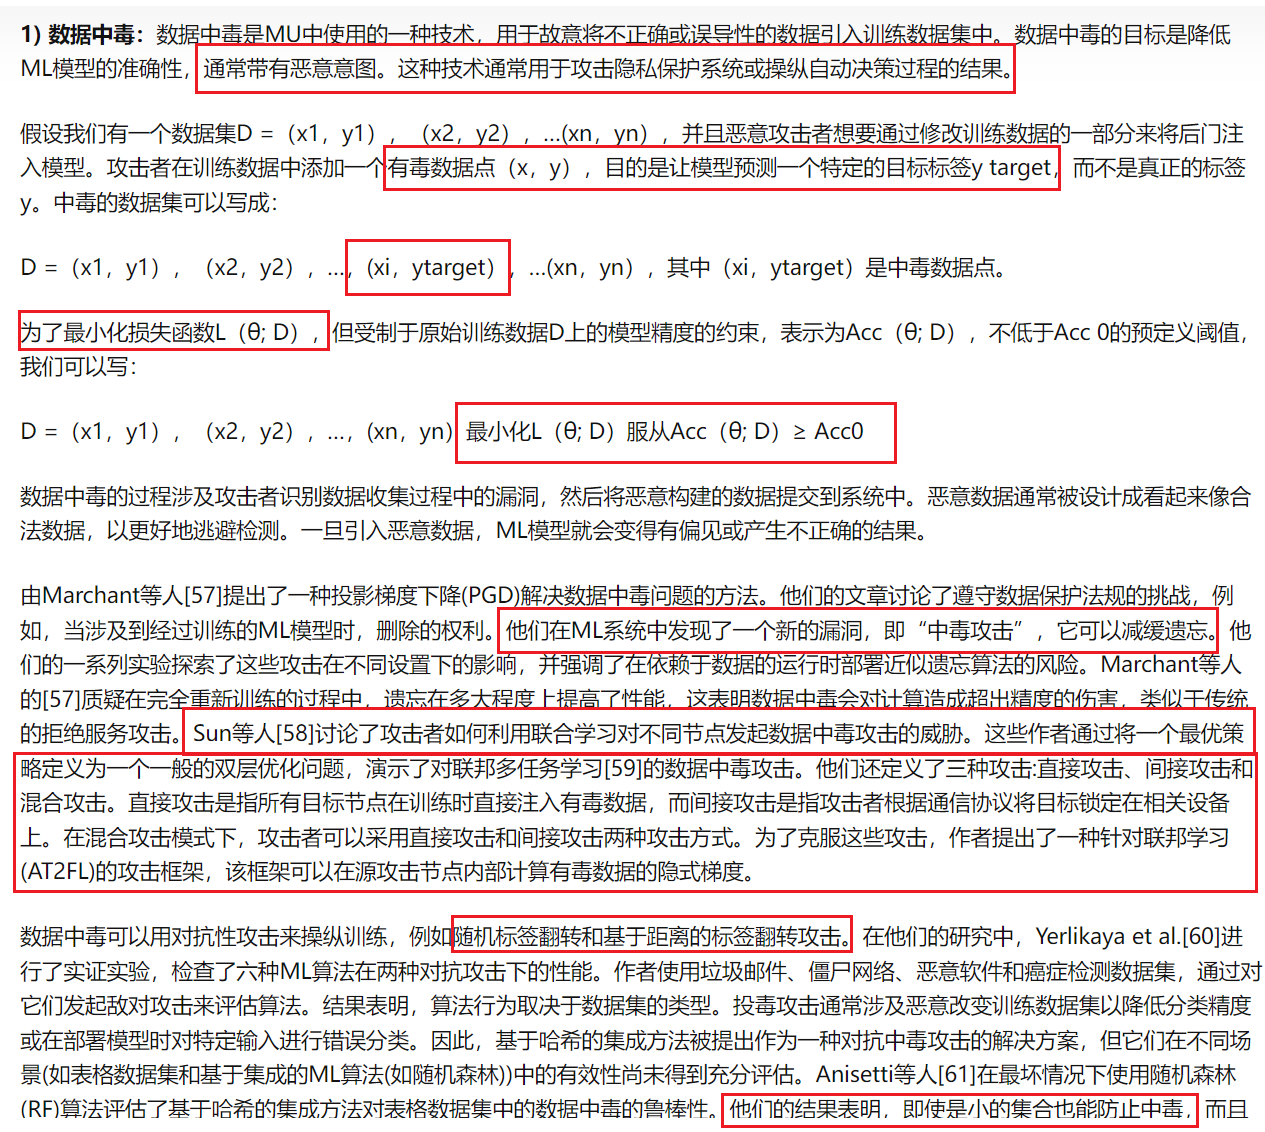 1) 数据中毒：数据中毒是MU中使用的一种技术，用于故意将不正确或误导性的数据引入训练数据集中。数据中毒的目标是降低
ML模型的准确性，通常带有恶意意图。这种技术通常用于攻击隐私保护系统或操纵自动决策过程的结果。
假设我们有一个数据集D =（x1，y1），（x2，y2），...(xn，yn），并且恶意攻击者想要通过修改训练数据的一部分来将后门注
入模型。攻击者在训练数据中添加一个有毒数据点（x，y），目的是让模型预测一个特定的目标标签y target，而不是真正的标签
y。中毒的数据集可以写成：
D =（x1，y1），（x2，y2），...，(xi，ytarget），...(xn，yn），其中（xi，ytarget）是中毒数据点。
为了最小化损失函数L（θ; D），但受制于原始训练数据D上的模型精度的约束，表示为Acc（θ; D），不低于Acc 0的预定义阈值，
我们可以写：
D =（x1，y1），（x2，y2），...，(xn，yn）最小化L（θ; D）服从Acc（θ; D）≥ Acc0
数据中毒的过程涉及攻击者识别数据收集过程中的漏洞，然后将恶意构建的数据提交到系统中。恶意数据通常被设计成看起来像合
法数据，以更好地逃避检测。一旦引入恶意数据，ML模型就会变得有偏见或产生不正确的结果。
由Marchant等人[57]提出了一种投影梯度下降(PGD)解决数据中毒问题的方法。他们的文章讨论了遵守数据保护法规的挑战，例
如，当涉及到经过训练的ML模型时，删除的权利。他们在ML系统中发现了一个新的漏洞，即“中毒攻击”，它可以减缓遗忘。他
们的一系列实验探索了这些攻击在不同设置下的影响，并强调了在依赖于数据的运行时部署近似遗忘算法的风险。Marchant等人
的[57]质疑在完全重新训练的过程中，遗忘在多大程度上提高了性能，这表明数据中毒会对计算造成超出精度的伤害，类似于传统
的拒绝服务攻击。Sun等人[58]讨论了攻击者如何利用联合学习对不同节点发起数据中毒攻击的威胁。这些作者通过将一个最优策
略定义为一个一般的双层优化问题，演示了对联邦多任务学习[59]的数据中毒攻击。他们还定义了三种攻击:直接攻击、间接攻击和
混合攻击。直接攻击是指所有目标节点在训练时直接注入有毒数据，而间接攻击是指攻击者根据通信协议将目标锁定在相关设备
上。在混合攻击模式下，攻击者可以采用直接攻击和间接攻击两种攻击方式。为了克服这些攻击，作者提出了一种针对联邦学习
(AT2FL)的攻击框架，该框架可以在源攻击节点内部计算有毒数据的隐式梯度。
数据中毒可以用对抗性攻击来操纵训练，例如随机标签翻转和基于距离的标签翻转攻击。在他们的研究中，Yerlikaya et al.[60]进
行了实证实验，检查了六种ML算法在两种对抗攻击下的性能。作者使用垃圾邮件、僵尸网络、恶意软件和癌症检测数据集，通过对
它们发起敌对攻击来评估算法。结果表明，算法行为取决于数据集的类型。投毒攻击通常涉及恶意改变训练数据集以降低分类精度
或在部署模型时对特定输入进行错误分类。因此，基于哈希的集成方法被提出作为一种对抗中毒攻击的解决方案，但它们在不同场
景(如表格数据集和基于集成的ML算法(如随机森林))中的有效性尚未得到充分评估。Anisetti等人[61]在最坏情况下使用随机森林
(RF)算法评估了基于哈希的集成方法对表格数据集中的数据中毒的鲁棒性。他们的结果表明，即使是小的集合也能防止中毒，而且